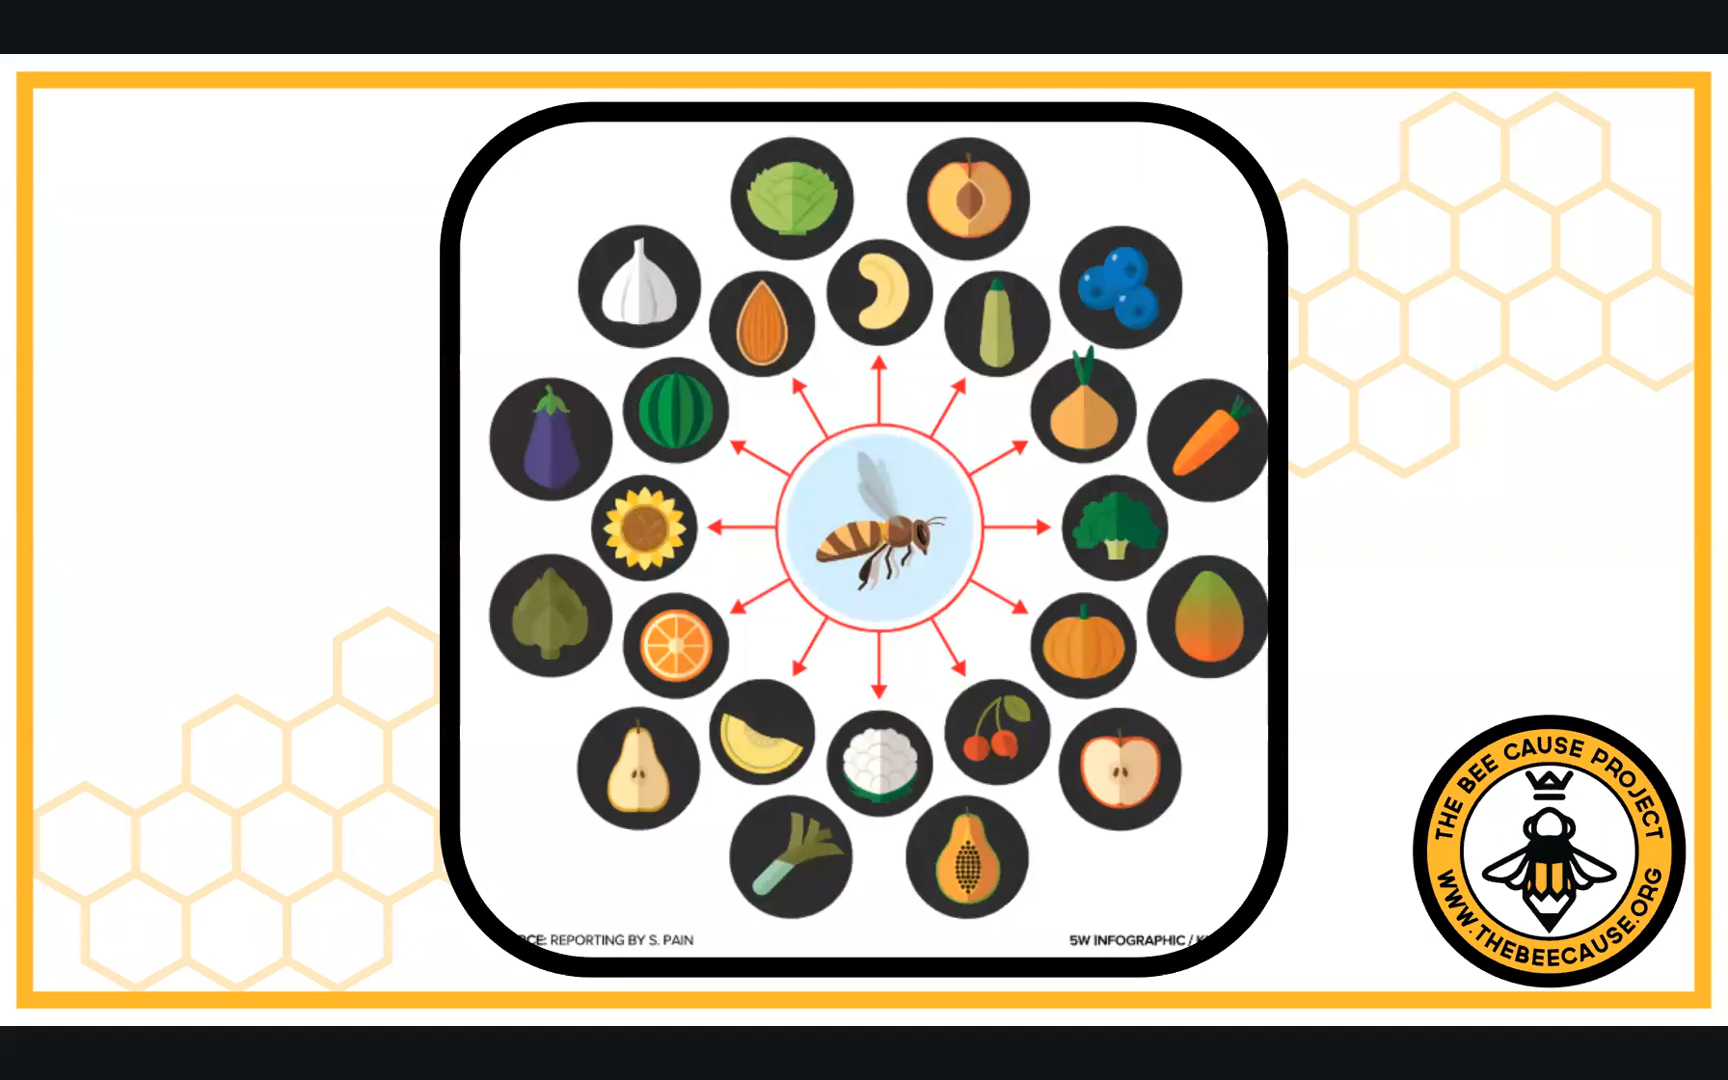 RCE: REPORTING BY S. PAIN
5W INFOGRAPHIC /
THE BEE CAUSE PROJECT
WWW.THEBEECAUSE.ORG